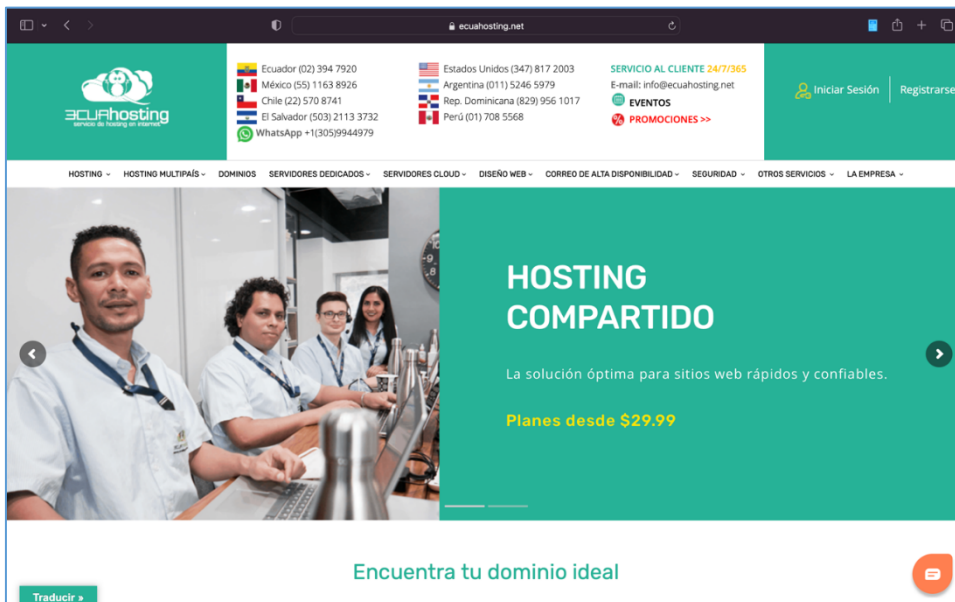 ecuahosting.net
ECUAhosting
servicio de hosting en internet
Ecuador (02) 394 7920
México (55) 1163 8926
Chile (22) 570 8741
El Salvador (503) 2113 3732
WhatsApp +1(305)9944979
Estados Unidos (347) 817 2003
Argentina (011) 5246 5979
Rep. Dominicana (829) 956 1017
Perú (01) 708 5568
SERVICIO AL CLIENTE 24/7/365
E-mail: info@ecuahosting.net
EVENTOS
PROMOCIONES >>
Iniciar Sesión
Registrarse
HOSTING
HOSTING MULTIPAÍS
DOMINIOS
SERVIDORES DEDICADOS
SERVIDORES CLOUD
DISEÑO WEB
CORREO DE ALTA DISPONIBILIDAD
SEGURIDAD
OTROS SERVICIOS
LA EMPRESA
HOSTING
COMPARTIDO
La solución óptima para sitios web rápidos y confiables.
Planes desde $29.99
Encuentra tu dominio ideal
Traducir »